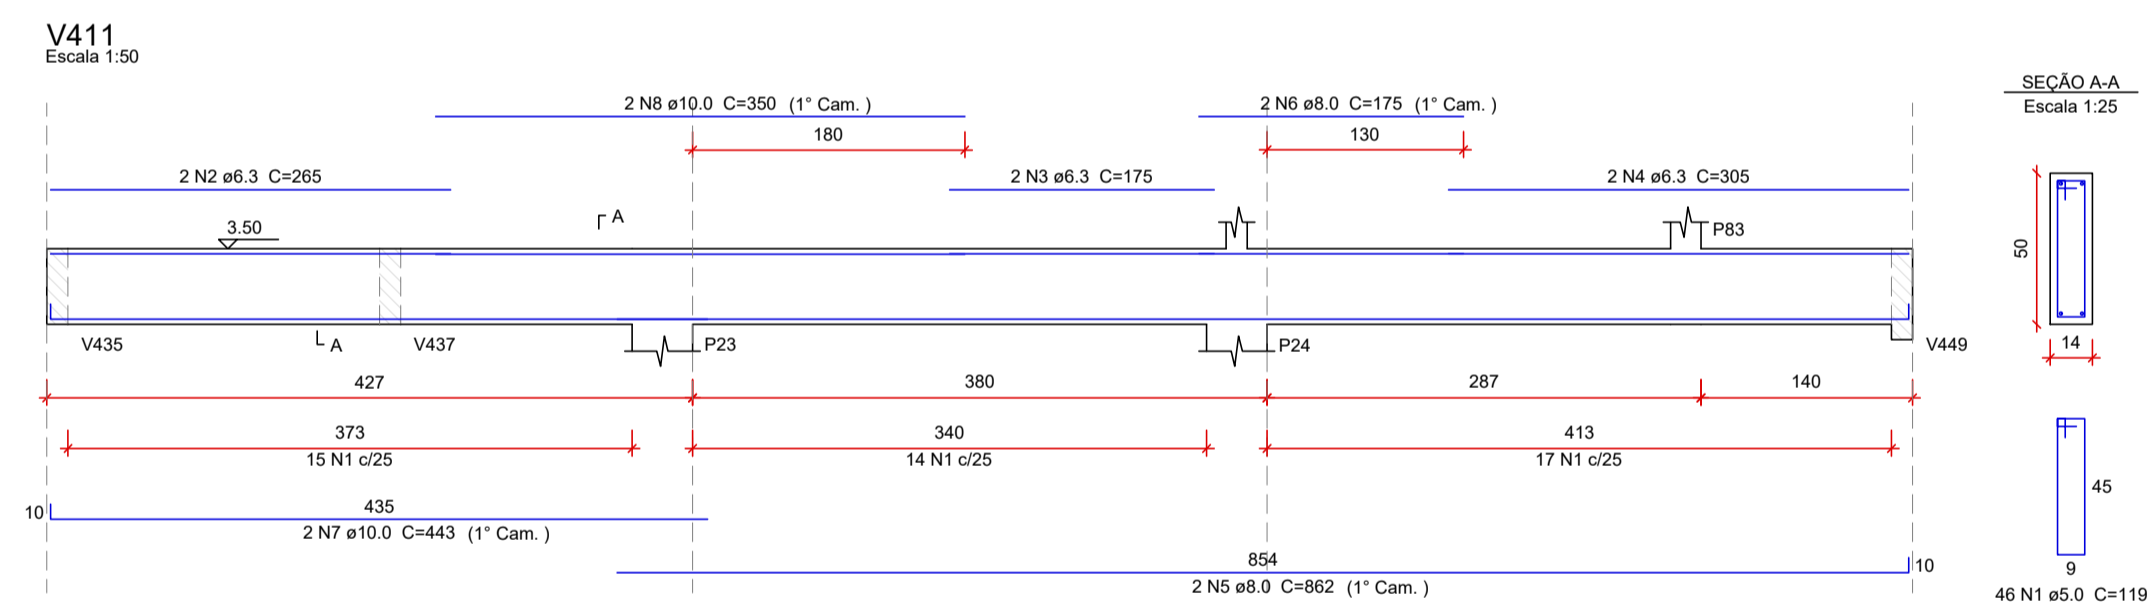 V411
Escala 1:50
SEÇÃO A-A
Escala 1:25
2 N8 ø10.0 C=350 (1° Cam. )
2 N6 ø8.0 C=175 (1° Cam. )
180
130
2 N2 ø6.3 C=265
2 N3 ø6.3 C=175
2 N4 ø6.3 C=305
3.50
A
P83
50
V435
A
V437
P23
P24
V449
14
427
380
287
140
373
340
413
15 N1 c/25
14 N1 c/25
17 N1 c/25
45
10
435
2 N7 ø10.0 C=443 (1° Cam. )
854
10
9
2 N5 ø8.0 C=862 (1° Cam. )
46 N1 ø5.0 C=119